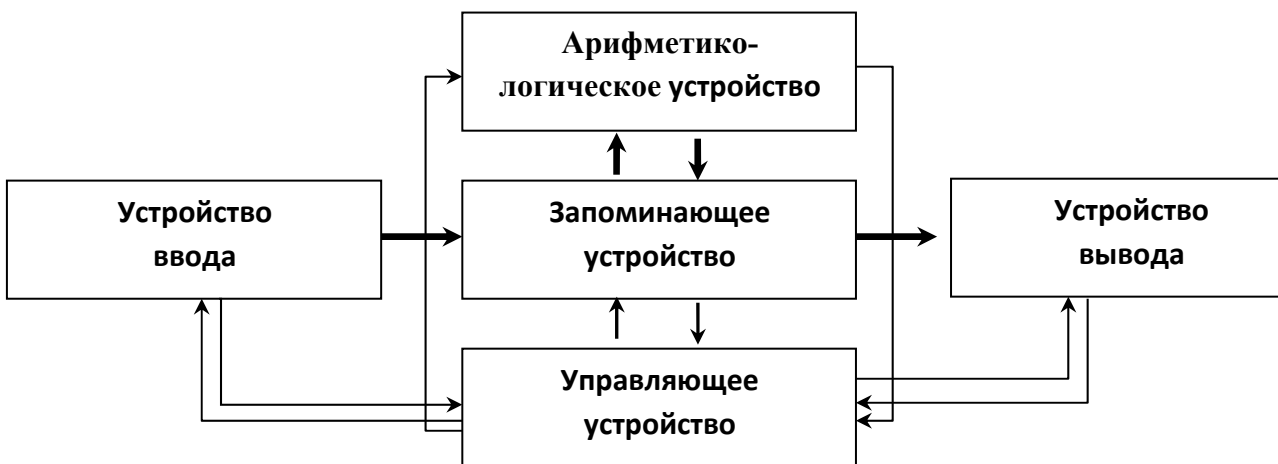 Арифметико-
логическое устройство
Устройство
ввода
Запоминающее
устройство
Устройство
вывода
Управляющее
устройство